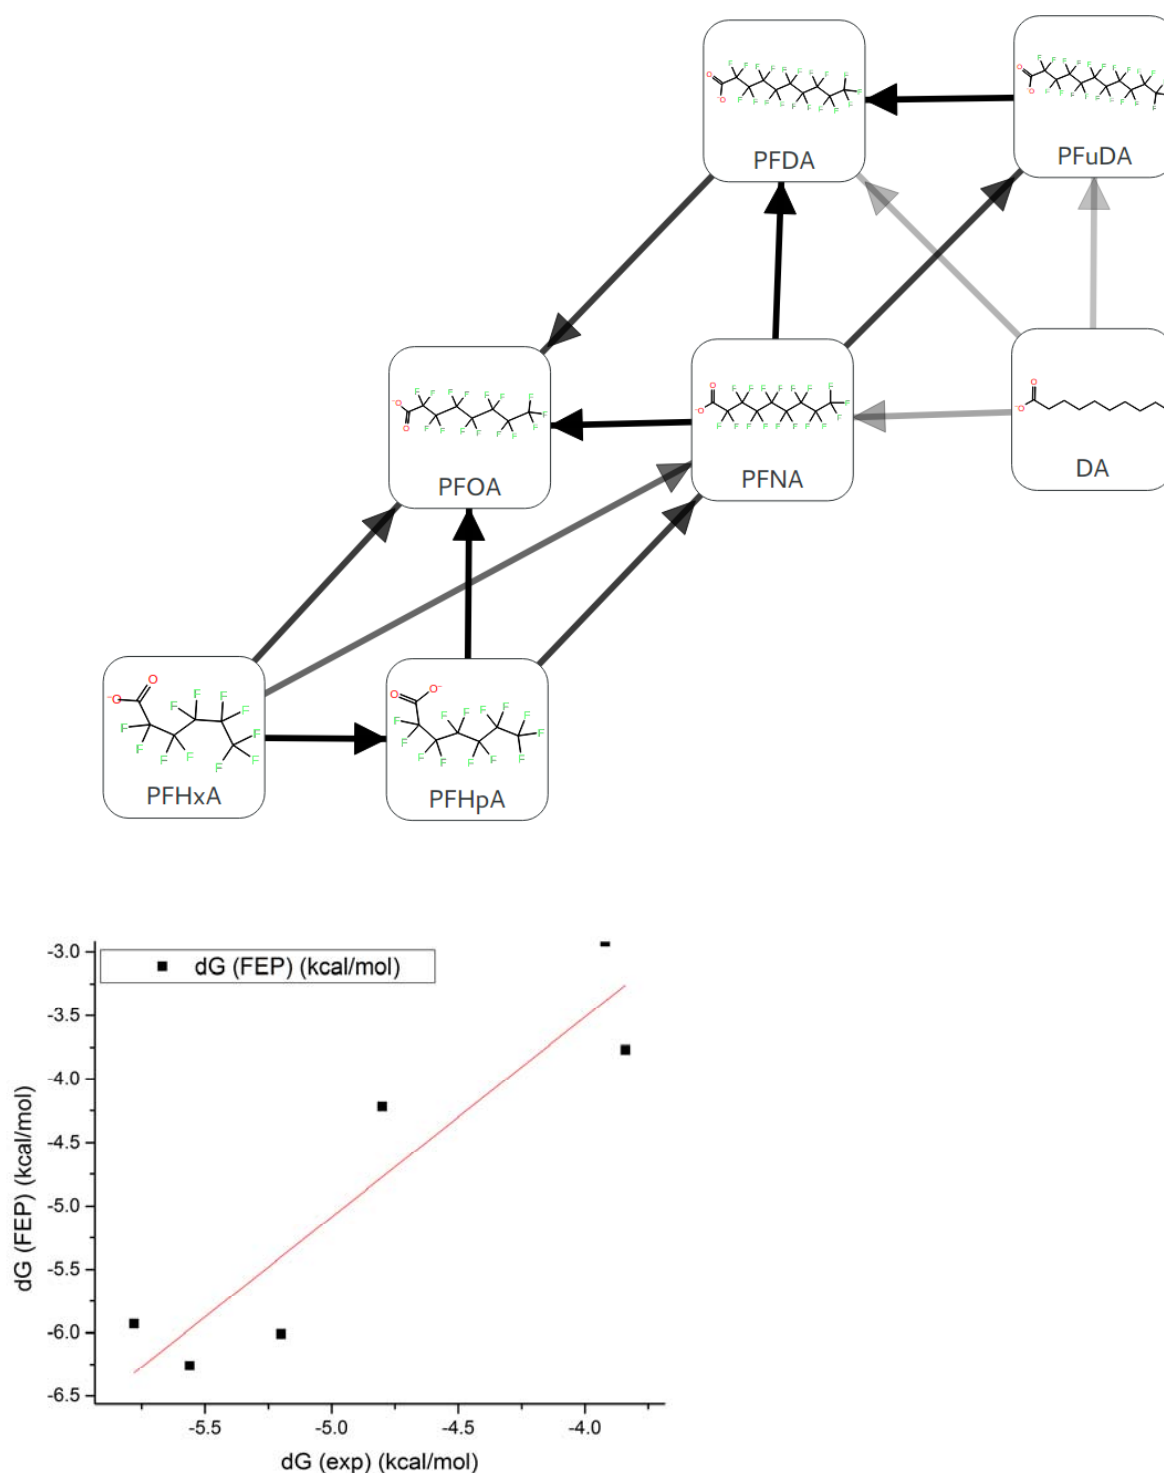 PFDA
PFuDA
PFOA
PFNA
DA
PFHxA
PFHpA
dG (FEP) (kcal/mol)
-3.0
-3.5
-4.0
-4.5
-5.0
-5.5
-6.0
-6.5
dG (FEP) (kcal/mol)
-5.5 -5.0 -4.5 -4.0
dG (exp) (kcal/mol)